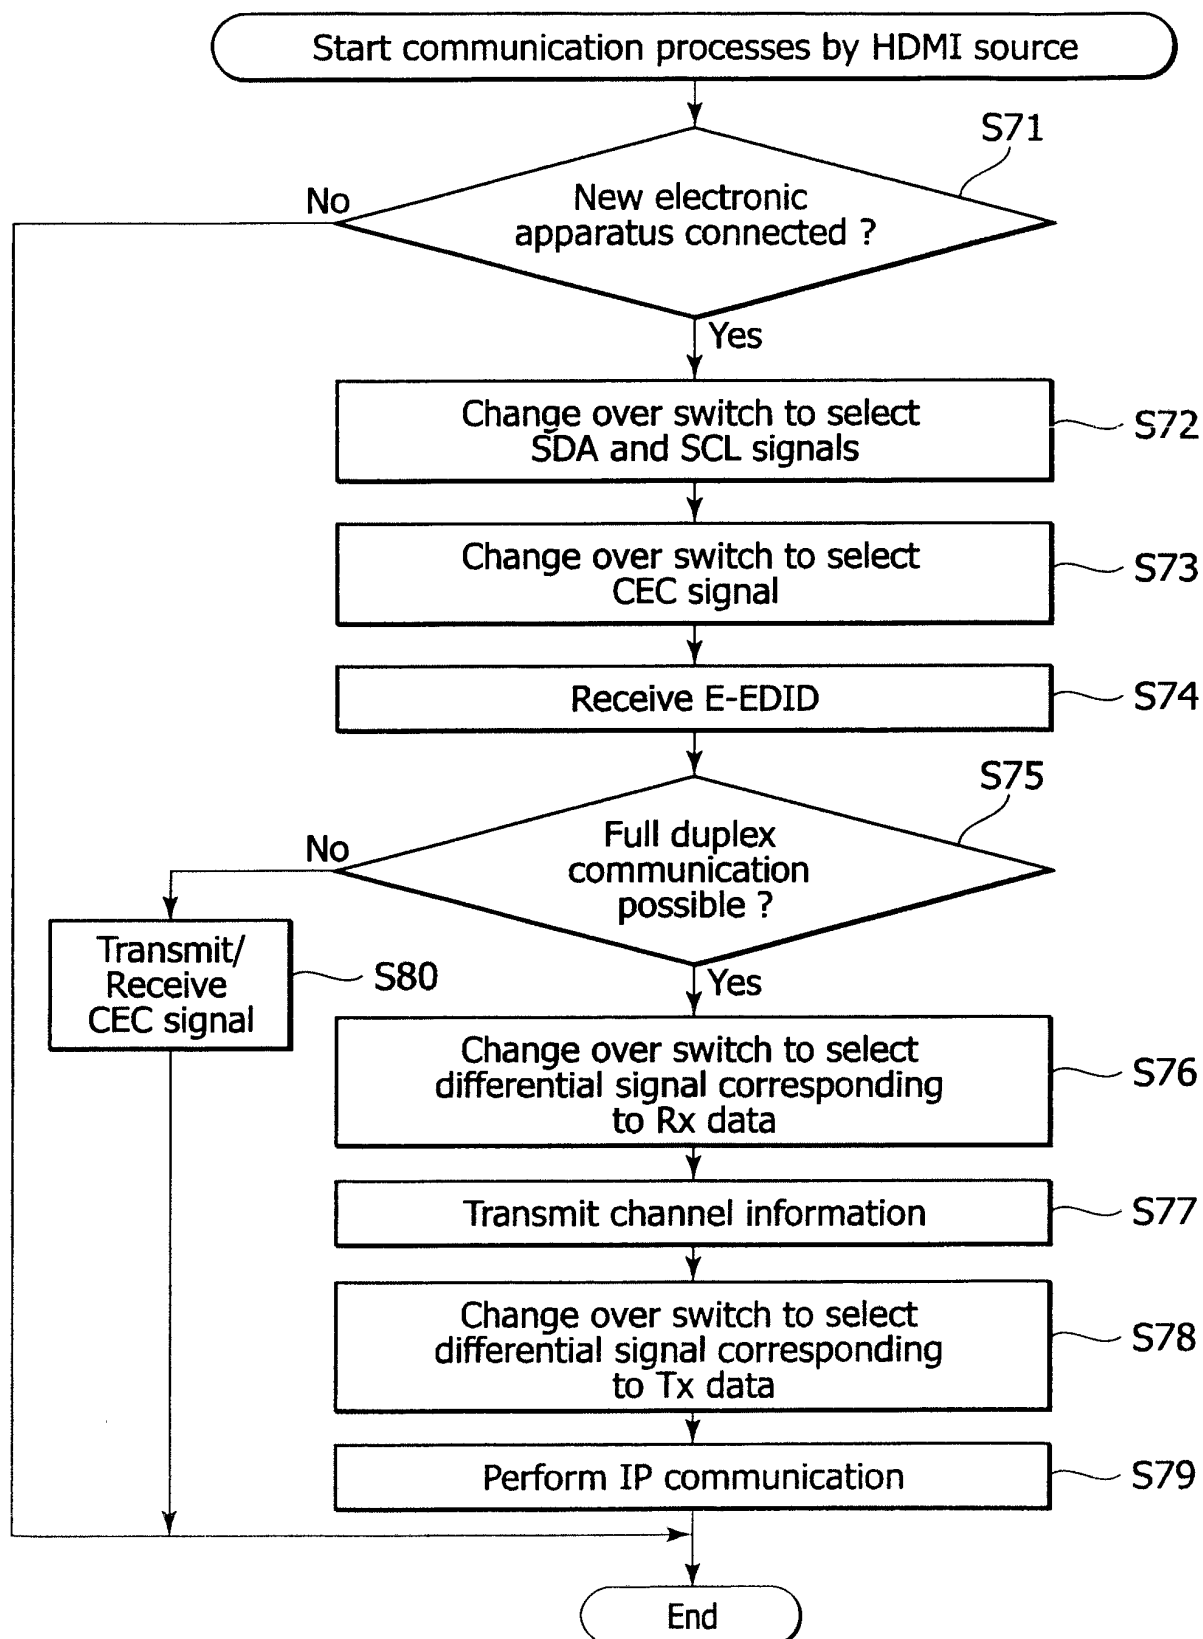 Start communication processes by HDMI source
S71
No
New electronic
apparatus connected ?
Yes
Change over switch to select
SDA and SCL signals
S72
Change over switch to select
CEC signal
S73
Receive E-EDID
S74
S75
No
Full duplex
communication
possible ?
Transmit/
Receive
CEC signal
S80
Yes
Change over switch to select
differential signal corresponding
to Rx data
S76
Transmit channel information
S77
Change over switch to select
differential signal corresponding
to Tx data
S78
Perform IP communication
S79
End